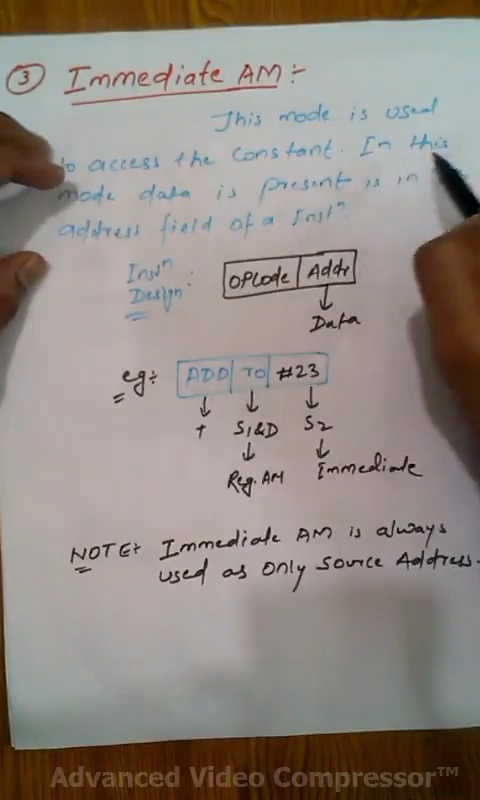 ③ Immediate AM :-
This mode is used
to access the constant. In this
mode data is present is in
address field of a Instⁿ.
Instⁿ Design :
OPCode | Addr
Data
eg:- ADD | r0 | #23
+ S1&D S2
Reg. AM Immediate
NOTE:- Immediate AM is always
used as only source Address.
Advanced Video Compressor™